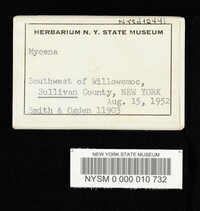 HERBARIUM N. Y. STATE MUSEUM
Mycena
Southwest of Willowemoc,
Sullivan County, NEW YORK
Aug. 15, 1952
Smith & Ogden 11903
NEW YORK STATE MUSEUM
NYSM 0 000 010 732